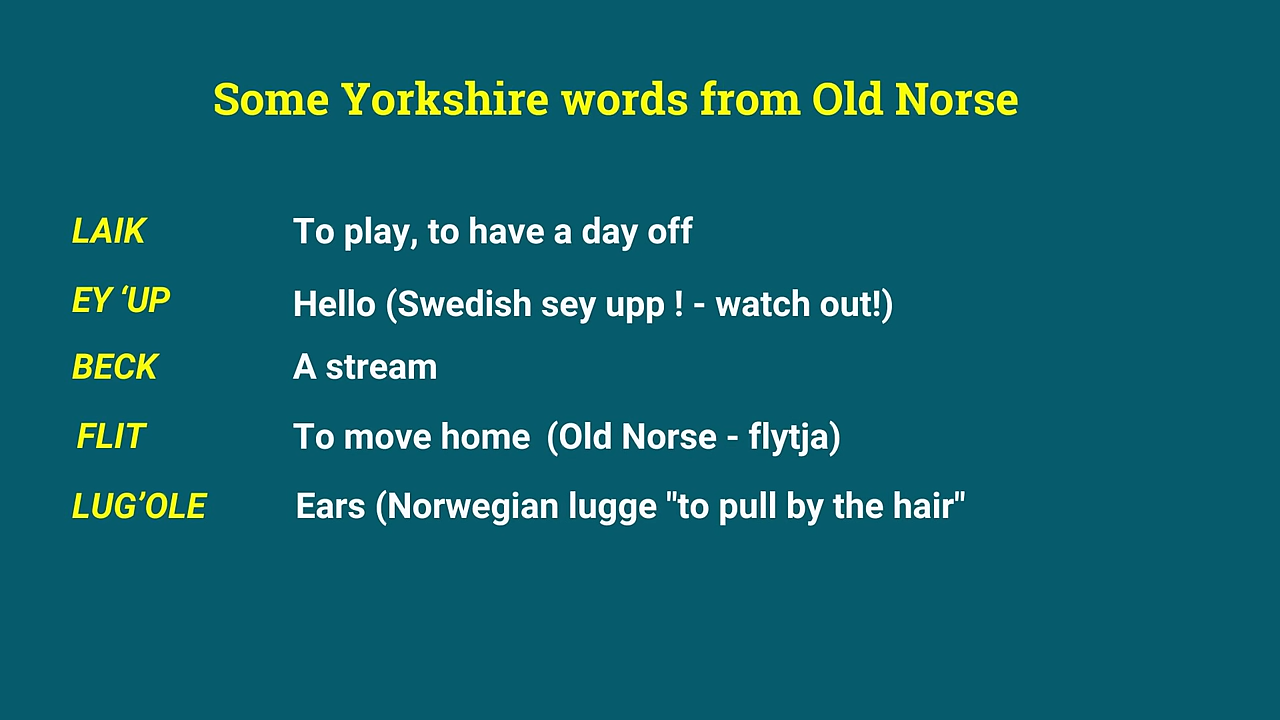 Some Yorkshire words from Old Norse
LAIK To play, to have a day off
EY ‘UP Hello (Swedish sey upp ! - watch out!)
BECK A stream
FLIT To move home (Old Norse - flytja)
LUG’OLE Ears (Norwegian lugge "to pull by the hair"